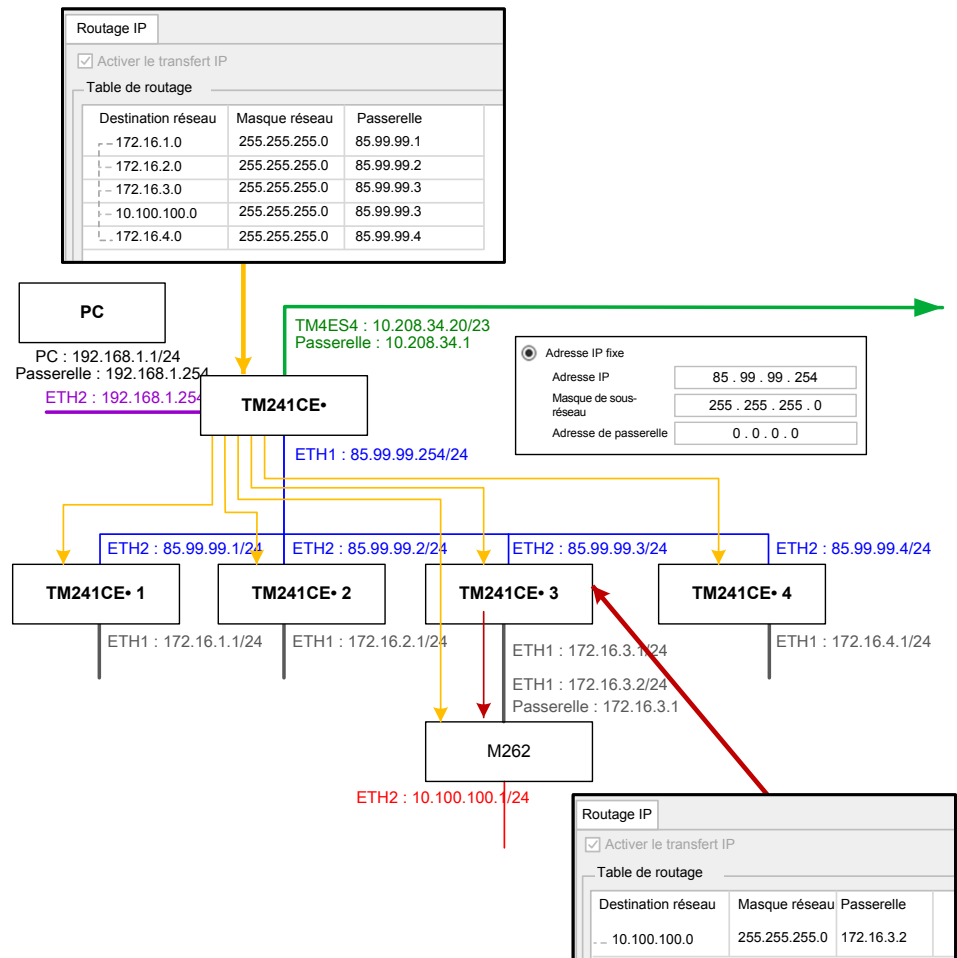 Routage IP
Activer le transfert IP
Table de routage
Destination réseau Masque réseau Passerelle
172.16.1.0 255.255.255.0 85.99.99.1
172.16.2.0 255.255.255.0 85.99.99.2
172.16.3.0 255.255.255.0 85.99.99.3
10.100.100.0 255.255.255.0 85.99.99.3
172.16.4.0 255.255.255.0 85.99.99.4
PC
PC : 192.168.1.1/24
Passerelle : 192.168.1.254
ETH2 : 192.168.1.254
TM241CE•
TM4ES4 : 10.208.34.20/23
Passerelle : 10.208.34.1
ETH1 : 85.99.99.254/24
Adresse IP fixe
Adresse IP 85 . 99 . 99 . 254
Masque de sous-
réseau 255 . 255 . 255 . 0
Adresse de passerelle 0 . 0 . 0 . 0
ETH2 : 85.99.99.1/24
ETH2 : 85.99.99.2/24
ETH2 : 85.99.99.3/24
ETH2 : 85.99.99.4/24
TM241CE• 1
TM241CE• 2
TM241CE• 3
TM241CE• 4
ETH1 : 172.16.1.1/24
ETH1 : 172.16.2.1/24
ETH1 : 172.16.3.1/24
ETH1 : 172.16.4.1/24
ETH1 : 172.16.3.2/24
Passerelle : 172.16.3.1
M262
ETH2 : 10.100.100.1/24
Routage IP
Activer le transfert IP
Table de routage
Destination réseau Masque réseau Passerelle
10.100.100.0 255.255.255.0 172.16.3.2